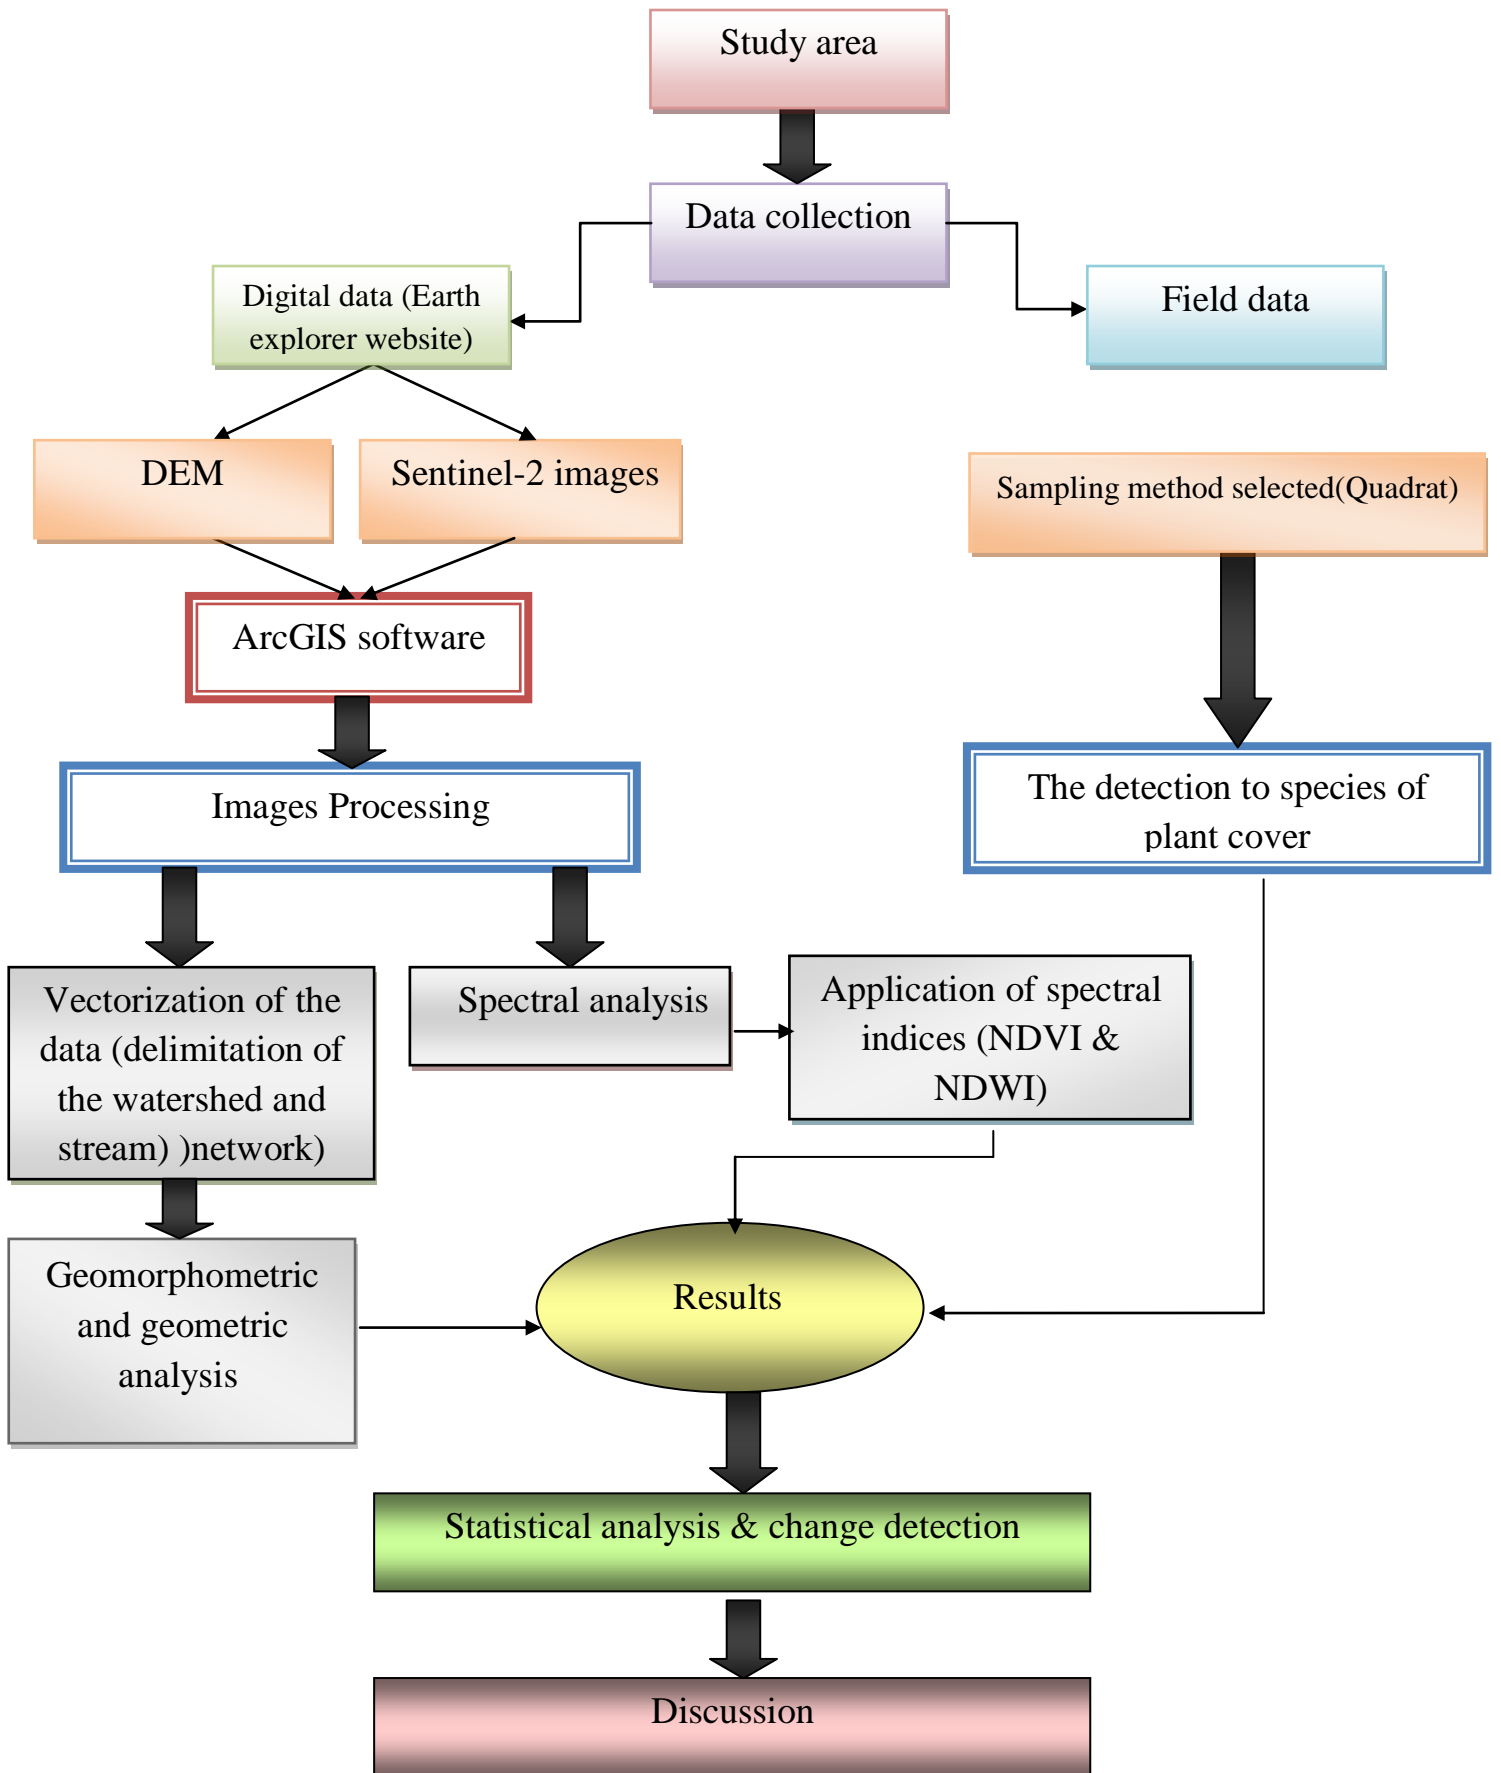 Study area
Data collection
Digital data (Earth
explorer website)
Field data
DEM
Sentinel-2 images
Sampling method selected(Quadrat)
ArcGIS software
Images Processing
The detection to species of
plant cover
Vectorization of the
data (delimitation of
the watershed and
stream) )network)
Spectral analysis
Application of spectral
indices (NDVI &
NDWI)
Geomorphometric
and geometric
analysis
Results
Statistical analysis & change detection
Discussion